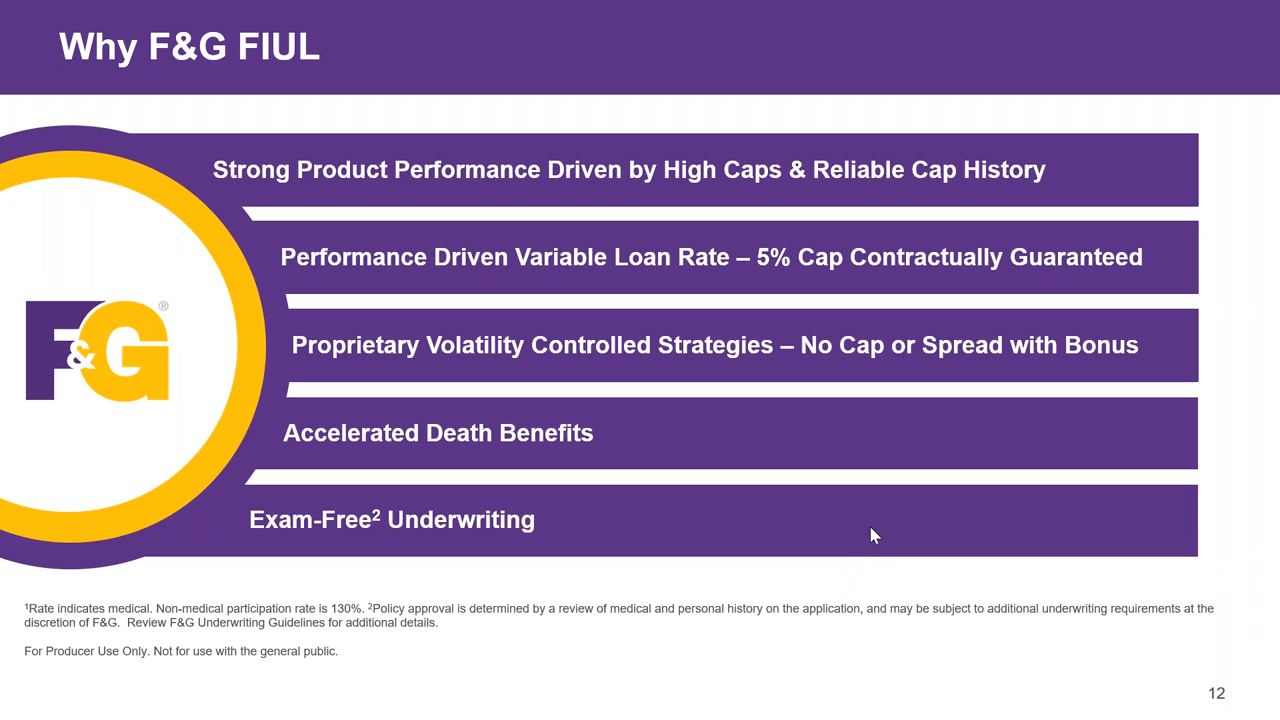 Why F&G FIUL
Strong Product Performance Driven by High Caps & Reliable Cap History
Performance Driven Variable Loan Rate – 5% Cap Contractually Guaranteed
Proprietary Volatility Controlled Strategies – No Cap or Spread with Bonus
Accelerated Death Benefits
Exam-Free² Underwriting
F&G®
¹Rate indicates medical. Non-medical participation rate is 130%. ²Policy approval is determined by a review of medical and personal history on the application, and may be subject to additional underwriting requirements at the
discretion of F&G.  Review F&G Underwriting Guidelines for additional details.
For Producer Use Only. Not for use with the general public.
12